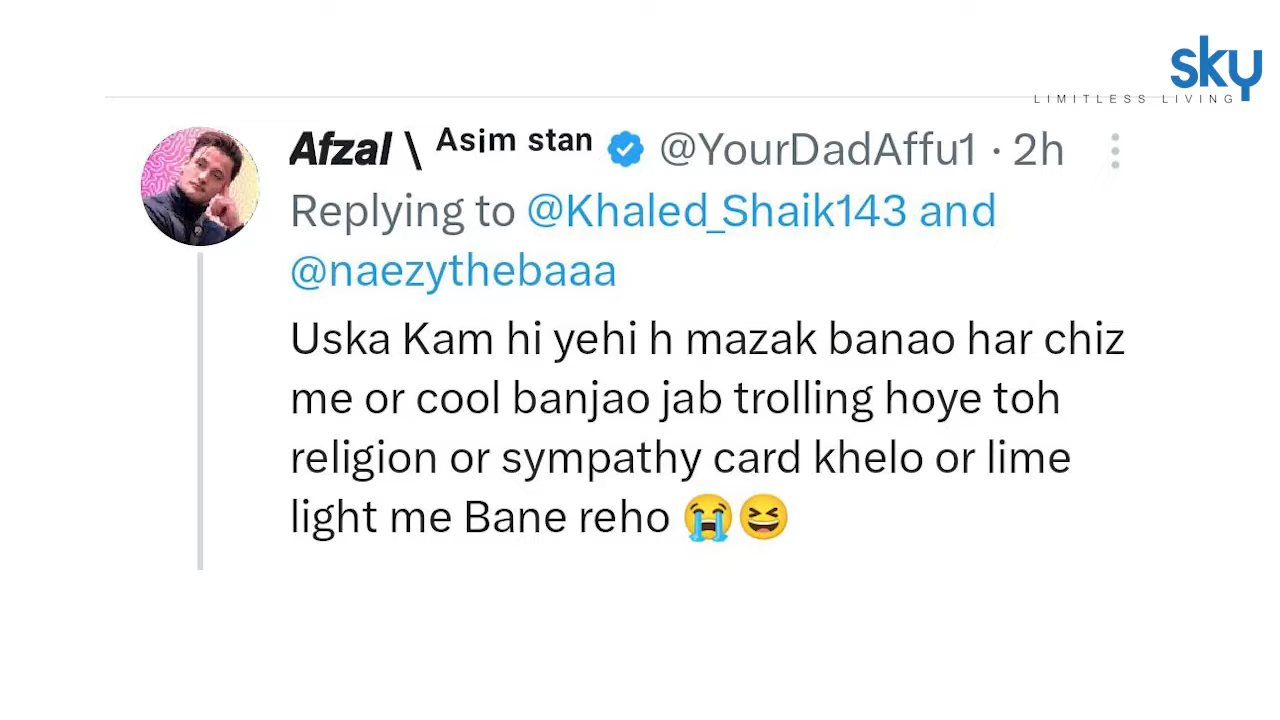 sky
LIMITLESS LIVING
Afzal \ Asim stan @YourDadAffu1 · 2h
Replying to @Khaled_Shaik143 and
@naezythebaaa
Uska Kam hi yehi h mazak banao har chiz
me or cool banjao jab trolling hoye toh
religion or sympathy card khelo or lime
light me Bane reho 😭😆